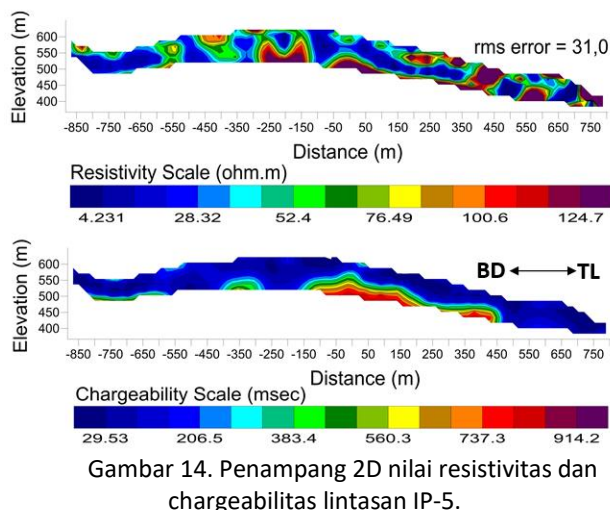 Elevation (m)
600
550
500
450
400
rms error = 31,0
-850 -750 -650 -550 -450 -350 -250 -150 -50 50 150 250 350 450 550 650 750
Distance (m)
Resistivity Scale (ohm.m)
4.231 28.32 52.4 76.49 100.6 124.7
Elevation (m)
600
550
500
450
400
BD TL
-850 -750 -650 -550 -450 -350 -250 -150 -50 50 150 250 350 450 550 650 750
Distance (m)
Chargeability Scale (msec)
29.53 206.5 383.4 560.3 737.3 914.2
Gambar 14. Penampang 2D nilai resistivitas dan
chargeabilitas lintasan IP-5.